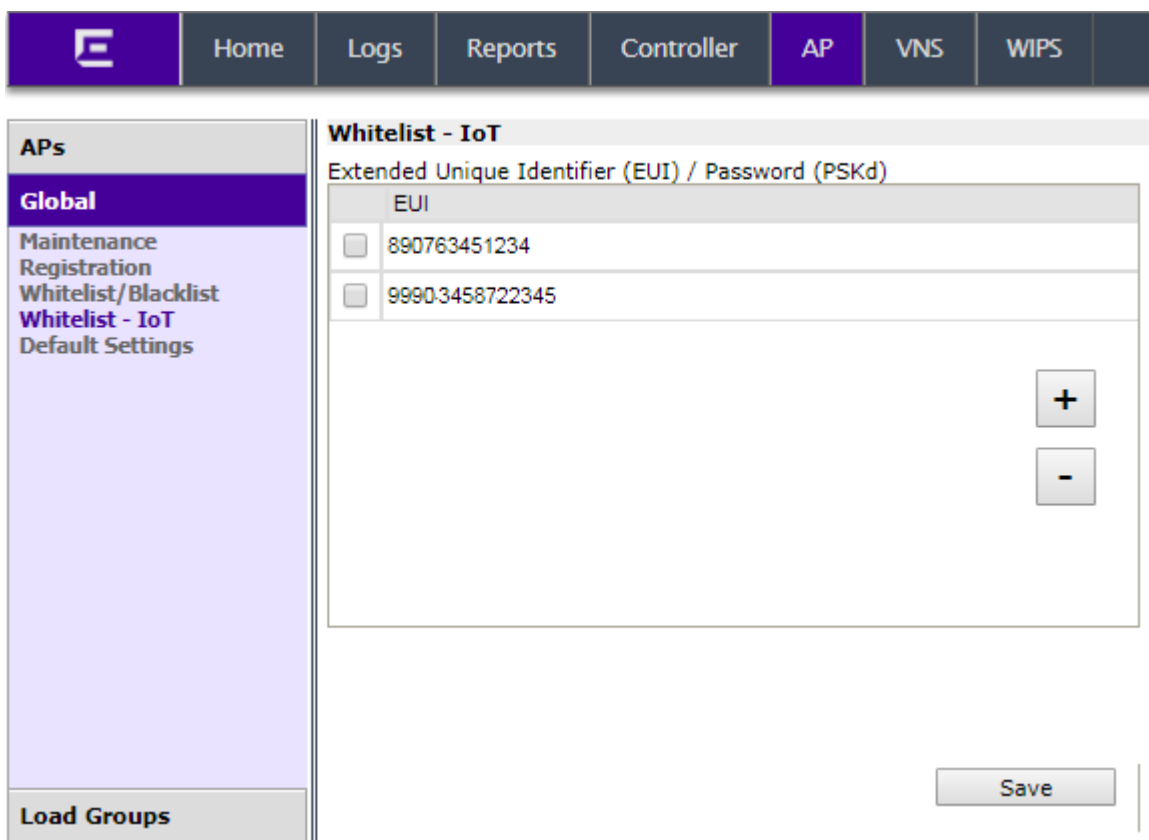 Home Logs Reports Controller AP VNS WIPS
APs
Global
Maintenance
Registration
Whitelist/Blacklist
Whitelist - IoT
Default Settings
Load Groups
Whitelist - IoT
Extended Unique Identifier (EUI) / Password (PSKd)
EUI
890763451234
99903458722345
+
-
Save